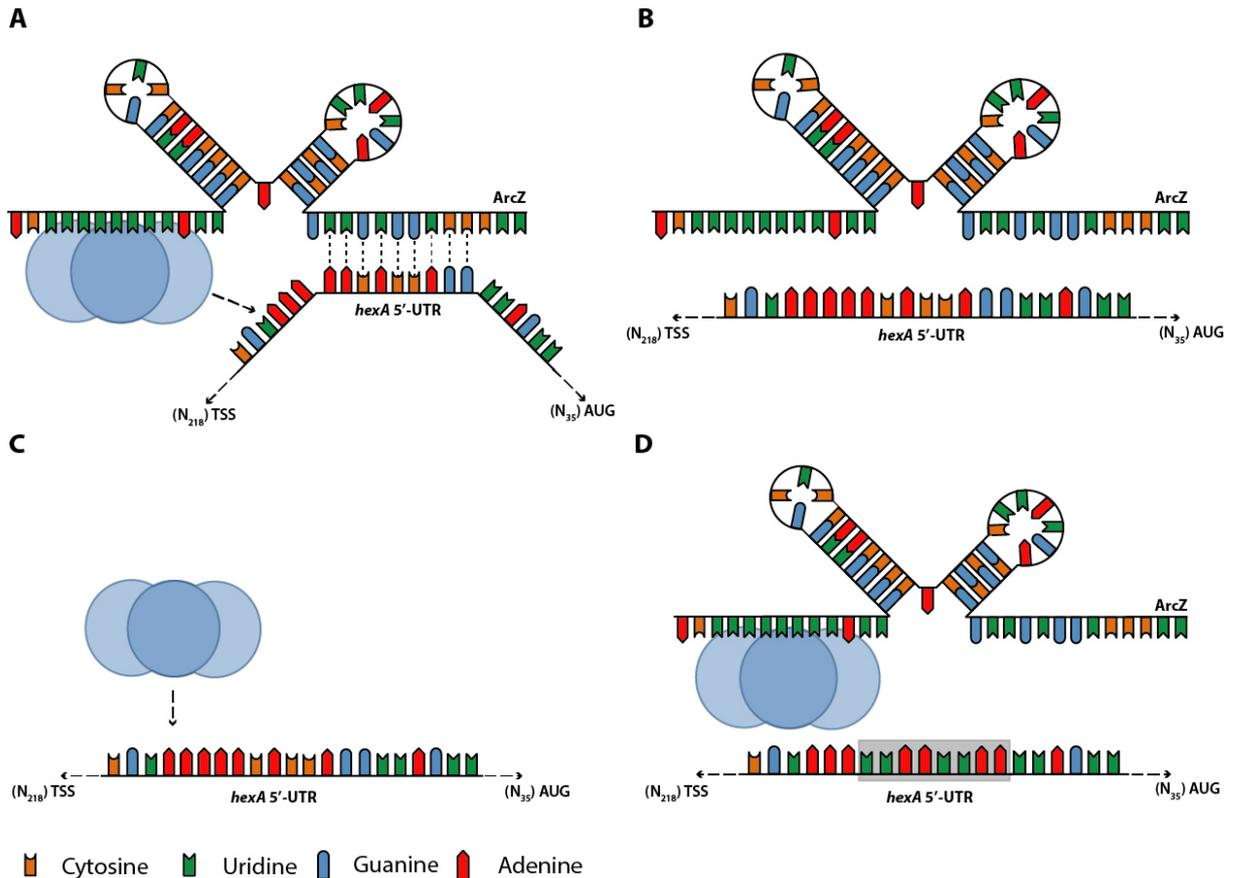 A
B
ArcZ
ArcZ
hexA 5′-UTR
(N218) TSS
hexA 5′-UTR
(N35) AUG
(N218) TSS
(N35) AUG
C
D
ArcZ
(N218) TSS
hexA 5′-UTR
(N35) AUG
(N218) TSS
hexA 5′-UTR
(N35) AUG
Cytosine
Uridine
Guanine
Adenine